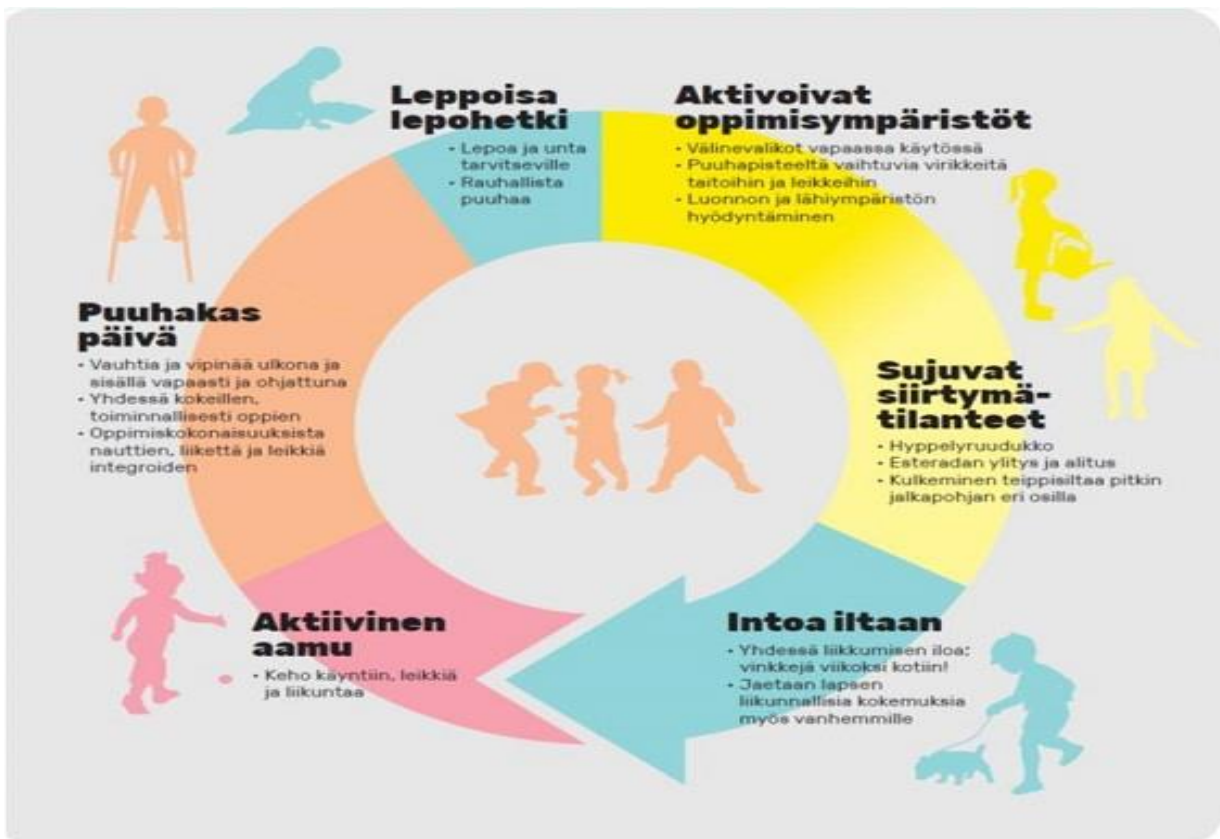 Leppoisa
lepohetki
- Lepoa ja unta
tarvitseville
- Rauhallista
puuhaa
Aktivoivat
oppimisympäristöt
- Välinevalikot vapaassa käytössä
- Puuhapisteeltä vaihtuvia virikkeitä
taitoihin ja leikkeihin
- Luonnon ja lähiympäristön
hyödyntäminen
Puuhakas
päivä
- Vauhtia ja vipinää ulkona ja
sisällä vapaasti ja ohjattuna
- Yhdessä kokeillen,
toiminnallisesti oppien
- Oppimiskokonaisuuksista
nauttien, liikettä ja leikkiä
integroiden
Sujuvat
siirtymä-
tilanteet
- Hyppelyruudukko
- Esteradan ylitys ja alitus
- Kulkeminen teippisiltaa pitkin
jalkapohjan eri osilla
Aktiivinen
aamu
- Keho käyntiin, leikkiä
ja liikuntaa
Intoa iltaan
- Yhdessä liikkumisen iloa;
vinkkejä viikoksi kotiin!
- Jaetaan lapsen
liikunnallisia kokemuksia
myös vanhemmille